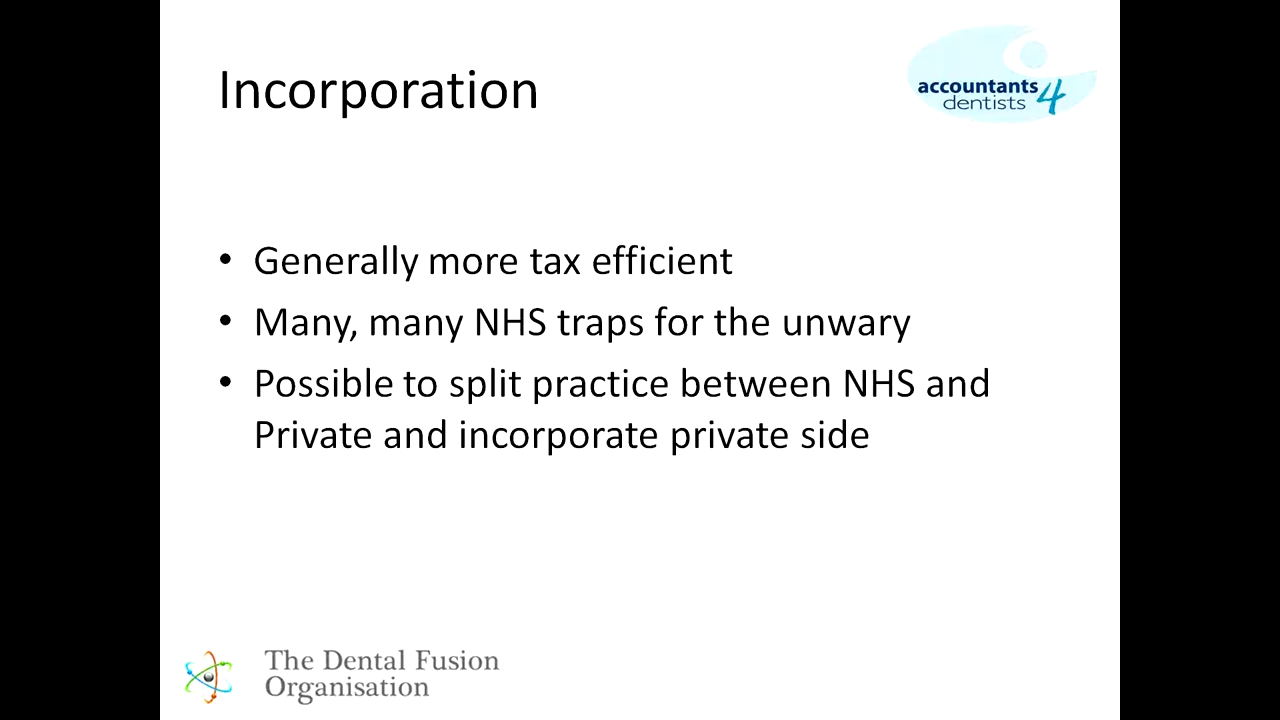 Incorporation
accountants 4
dentists
• Generally more tax efficient
• Many, many NHS traps for the unwary
• Possible to split practice between NHS and
Private and incorporate private side
The Dental Fusion
Organisation